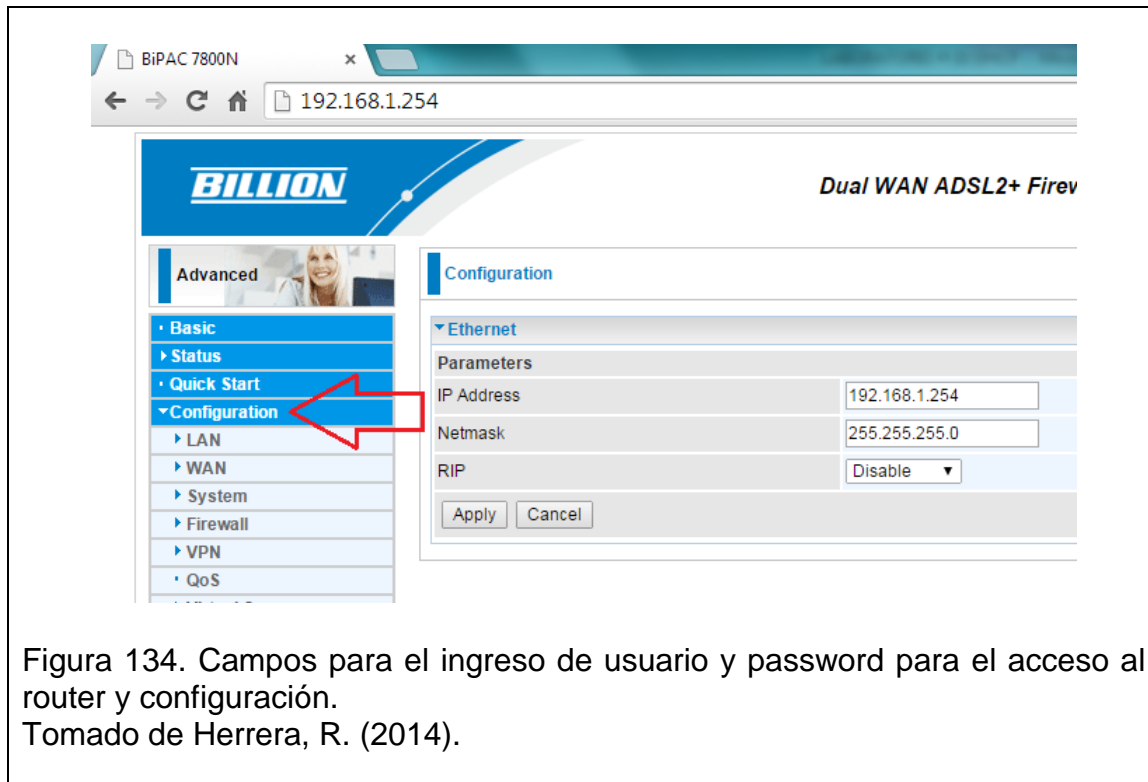 BiPAC 7800N
192.168.1.254
BILLION
Dual WAN ADSL2+
Advanced
Configuration
Basic
Status
Quick Start
Configuration
LAN
WAN
System
Firewall
VPN
QoS
Ethernet
Parameters
IP Address 192.168.1.254
Netmask 255.255.255.0
RIP Disable
Apply Cancel
Figura 134. Campos para el ingreso de usuario y password para el acceso al
router y configuración.
Tomado de Herrera, R. (2014).